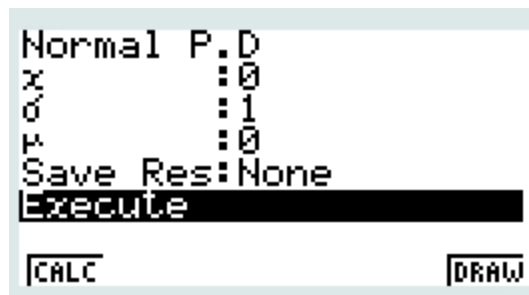 Normal P.D
x :0
σ :1
μ :0
Save Res:None
Execute
CALC DRAW